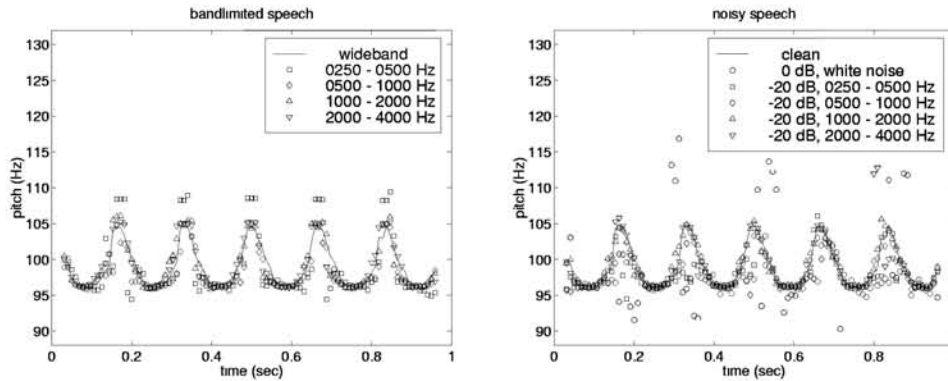 bandlimited speech
130
125
120
115
110
105
100
95
90
pitch (Hz)
wideband
0250 - 0500 Hz
0500 - 1000 Hz
1000 - 2000 Hz
2000 - 4000 Hz
0 0.2 0.4 0.6 0.8 1
time (sec)
noisy speech
130
125
120
115
110
105
100
95
90
pitch (Hz)
clean
0 dB, white noise
-20 dB, 0250 - 0500 Hz
-20 dB, 0500 - 1000 Hz
-20 dB, 1000 - 2000 Hz
-20 dB, 2000 - 4000 Hz
0 0.2 0.4 0.6 0.8
time (sec)